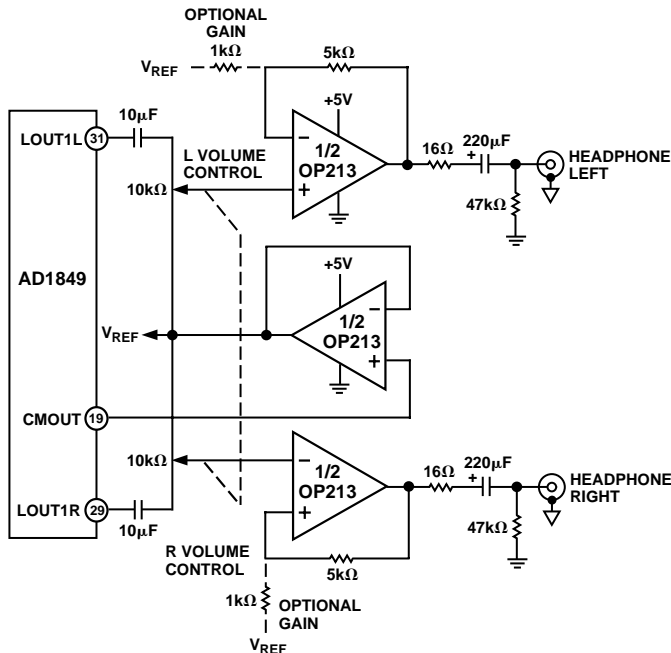 OPTIONAL
GAIN
1kΩ
VREF
5kΩ
10µF
LOUT1L
31
L VOLUME
CONTROL
10kΩ
+5V
–
1/2
OP213
+
16Ω
220µF
+
HEADPHONE
LEFT
47kΩ
AD1849
+5V
–
1/2
OP213
+
VREF
CMOUT
19
10kΩ
–
1/2
OP213
+
16Ω
220µF
+
HEADPHONE
RIGHT
47kΩ
LOUT1R
29
10µF
R VOLUME
CONTROL
5kΩ
1kΩ
OPTIONAL
GAIN
VREF